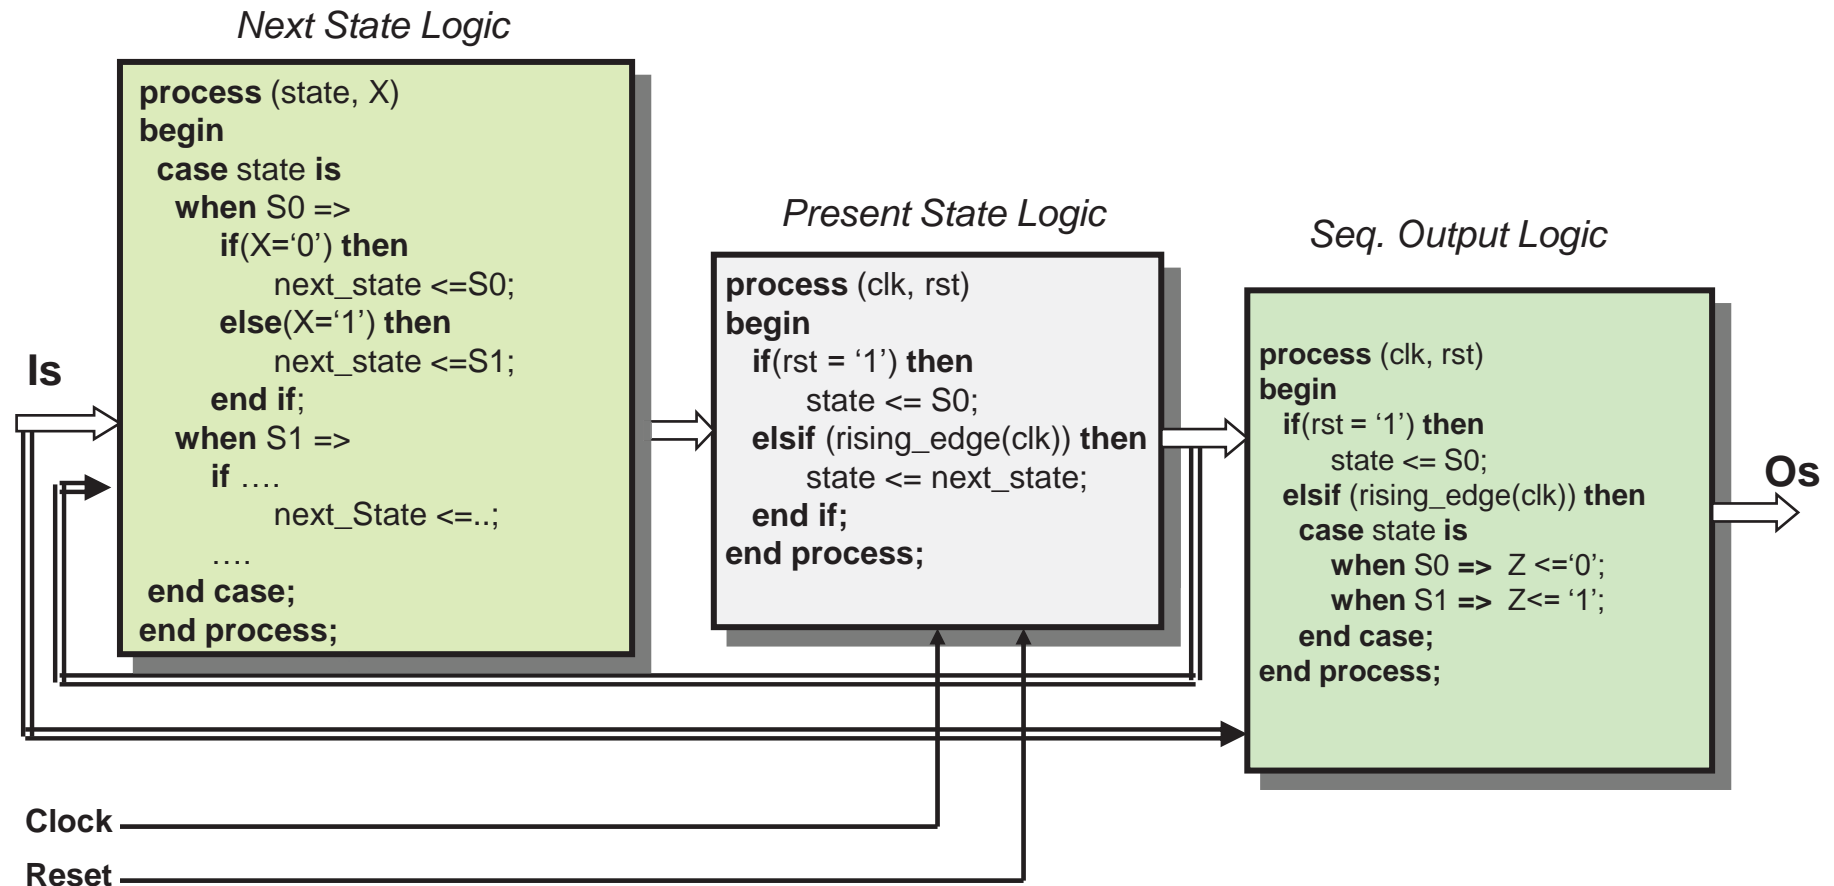 Next State Logic
process (state, X)
begin
case state is
when S0 =>
if(X=‘0’) then
next_state <=S0;
else(X=‘1’) then
next_state <=S1;
end if;
when S1 =>
if ....
next_State <=..;
....
end case;
end process;
Present State Logic
process (clk, rst)
begin
if(rst = ‘1’) then
state <= S0;
elsif (rising_edge(clk)) then
state <= next_state;
end if;
end process;
Seq. Output Logic
process (clk, rst)
begin
if(rst = ‘1’) then
state <= S0;
elsif (rising_edge(clk)) then
case state is
when S0 => Z <=‘0’;
when S1 => Z<= ‘1’;
end case;
end process;
Is
Os
Clock
Reset